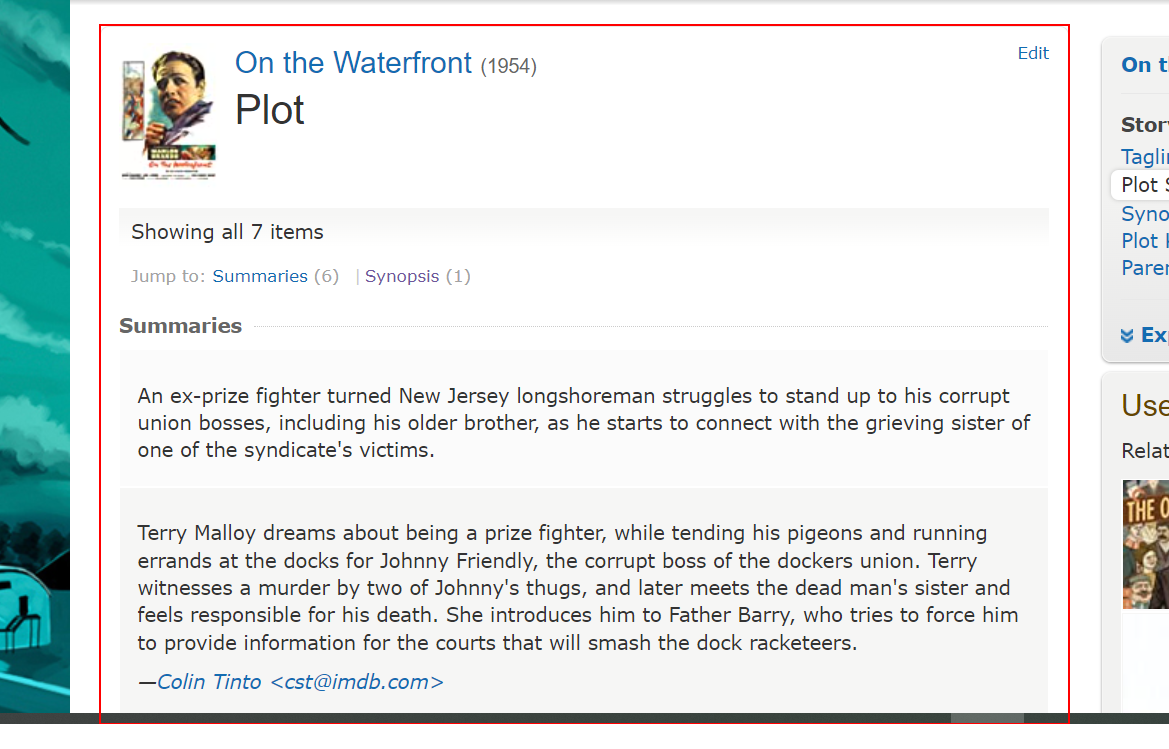 On the Waterfront (1954)
Edit
Plot
MARLON
BRANDO
On the Waterfront
Showing all 7 items
Jump to: Summaries (6) | Synopsis (1)
Summaries
An ex-prize fighter turned New Jersey longshoreman struggles to stand up to his corrupt
union bosses, including his older brother, as he starts to connect with the grieving sister of
one of the syndicate's victims.
Terry Malloy dreams about being a prize fighter, while tending his pigeons and running
errands at the docks for Johnny Friendly, the corrupt boss of the dockers union. Terry
witnesses a murder by two of Johnny's thugs, and later meets the dead man's sister and
feels responsible for his death. She introduces him to Father Barry, who tries to force him
to provide information for the courts that will smash the dock racketeers.
—Colin Tinto <cst@imdb.com>
On t
Stor
Tagli
Plot S
Syno
Plot
Parer
Exp
Use
Relat
THE O